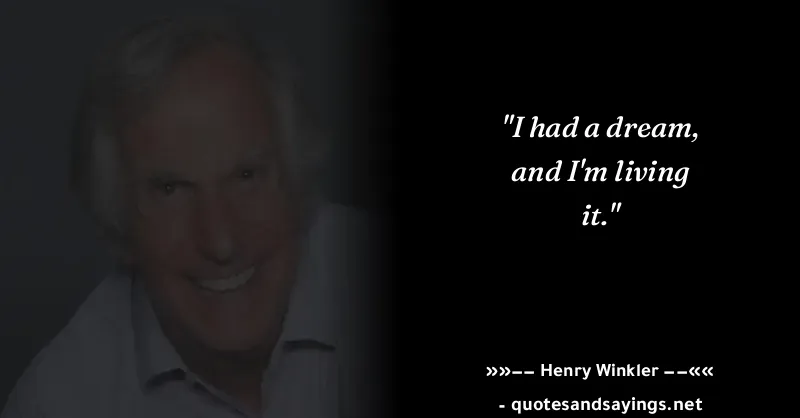 "I had a dream,
and I'm living
it."
»»−− Henry Winkler −−««
- quotesandsayings.net